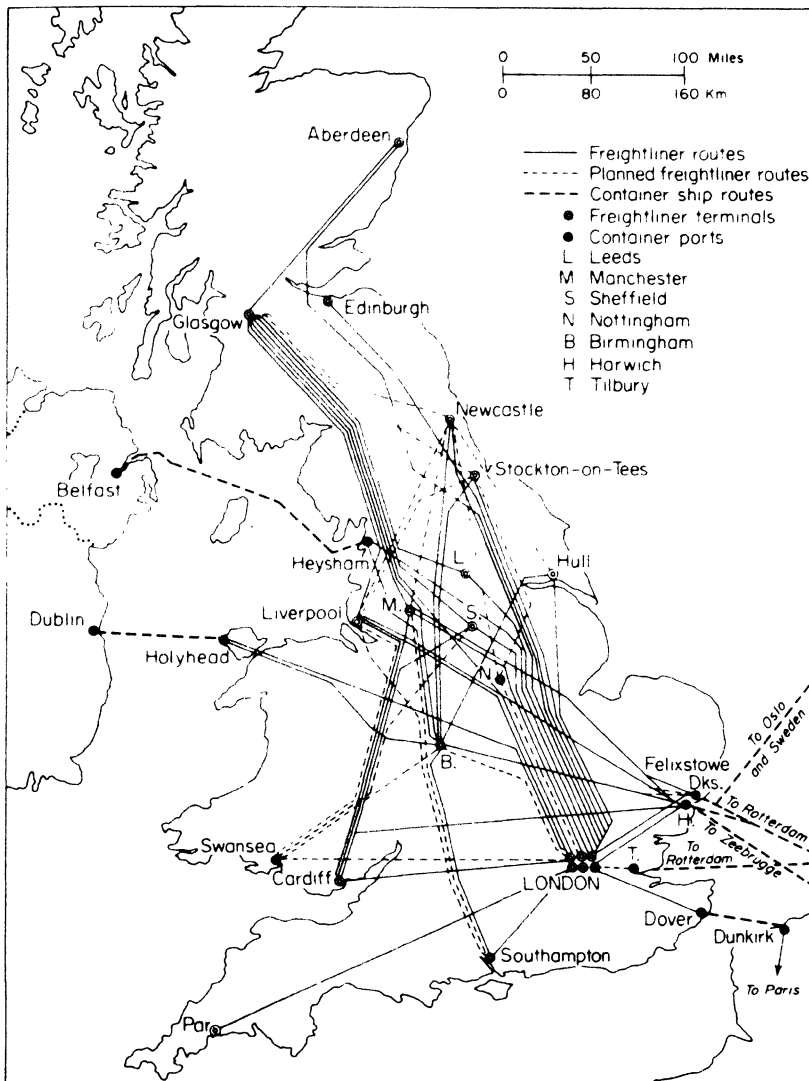 0 50 100 Miles
0 80 160 Km
Freightliner routes
Planned freightliner routes
Container ship routes
Freightliner terminals
Container ports
L Leeds
M Manchester
S Sheffield
N Nottingham
B Birmingham
H Harwich
T Tilbury
Aberdeen
Edinburgh
Glasgow
Newcastle
Stockton-on-Tees
Belfast
Heysham
L.
Hull
Liverpool
M.
S.
Dublin
Holyhead
N.
B.
To Oslo
and Sweden
Felixstowe
Dks.
H.
To Rotterdam
To Zeebrugge
To
Rotterdam
T.
Swansea
Cardiff
LONDON
Dover
Dunkirk
To Paris
Southampton
Par